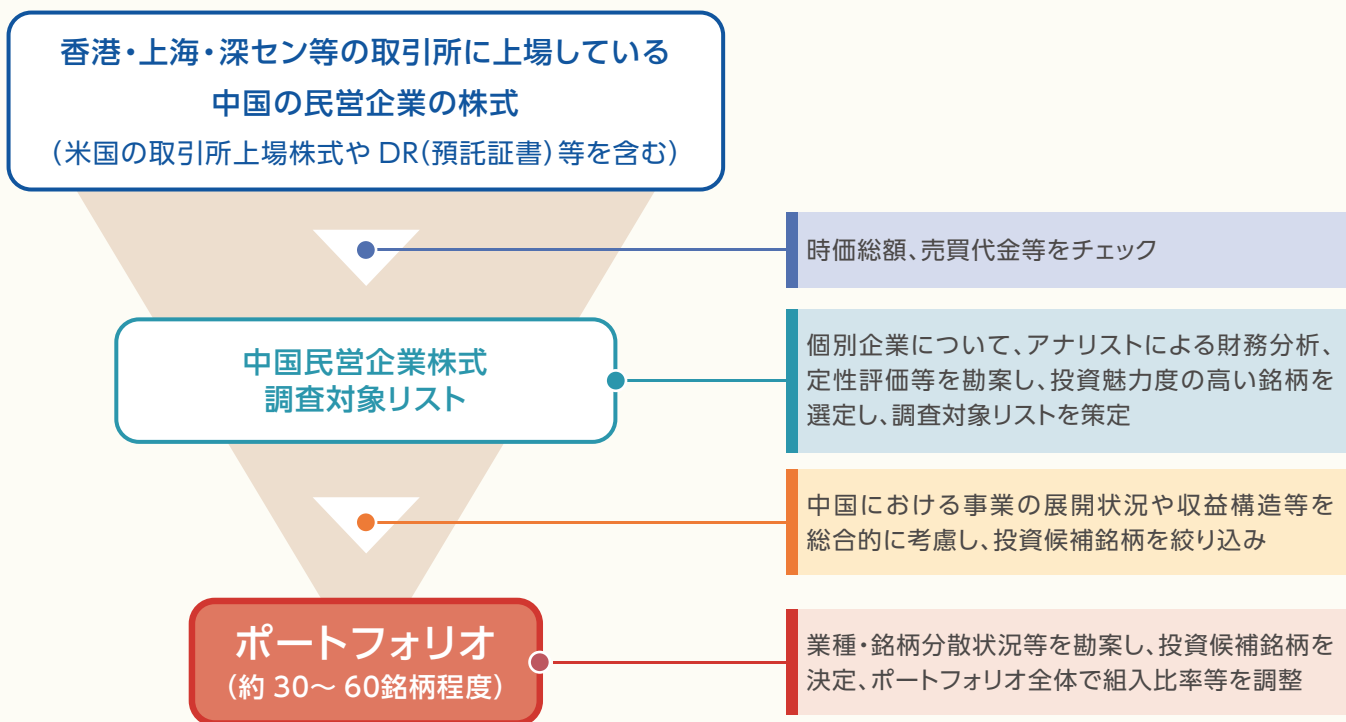 香港・上海・深セン等の取引所に上場している
中国の民営企業の株式
（米国の取引所上場株式や DR(預託証書)等を含む）
時価総額、売買代金等をチェック
中国民営企業株式
調査対象リスト
個別企業について、アナリストによる財務分析、
定性評価等を勘案し、投資魅力度の高い銘柄を
選定し、調査対象リストを策定
中国における事業の展開状況や収益構造等を
総合的に考慮し、投資候補銘柄を絞り込み
ポートフォリオ
（約 30～ 60銘柄程度）
業種・銘柄分散状況等を勘案し、投資候補銘柄を
決定、ポートフォリオ全体で組入比率等を調整